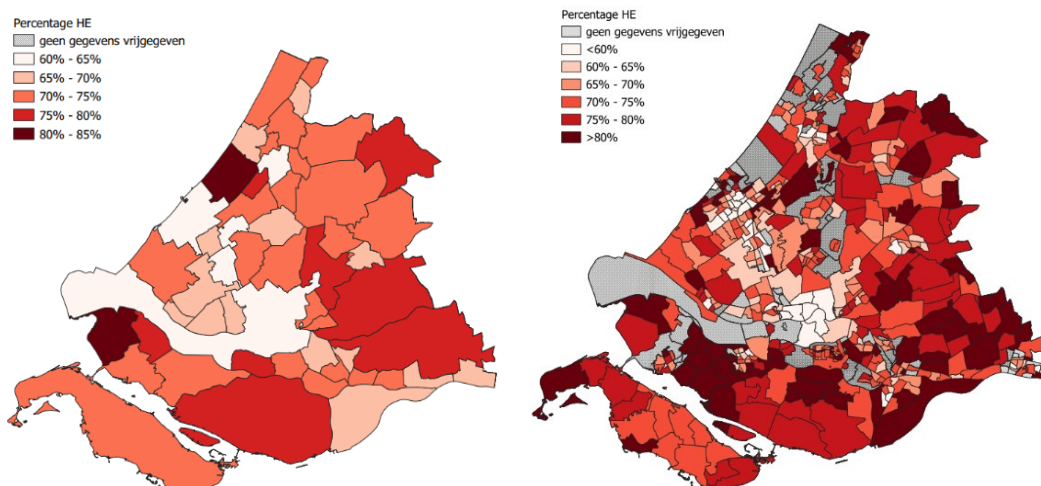 Percentage HE
geen gegevens vrijgegeven
60% - 65%
65% - 70%
70% - 75%
75% - 80%
80% - 85%
Percentage HE
geen gegevens vrijgegeven
<60%
60% - 65%
65% - 70%
70% - 75%
75% - 80%
>80%